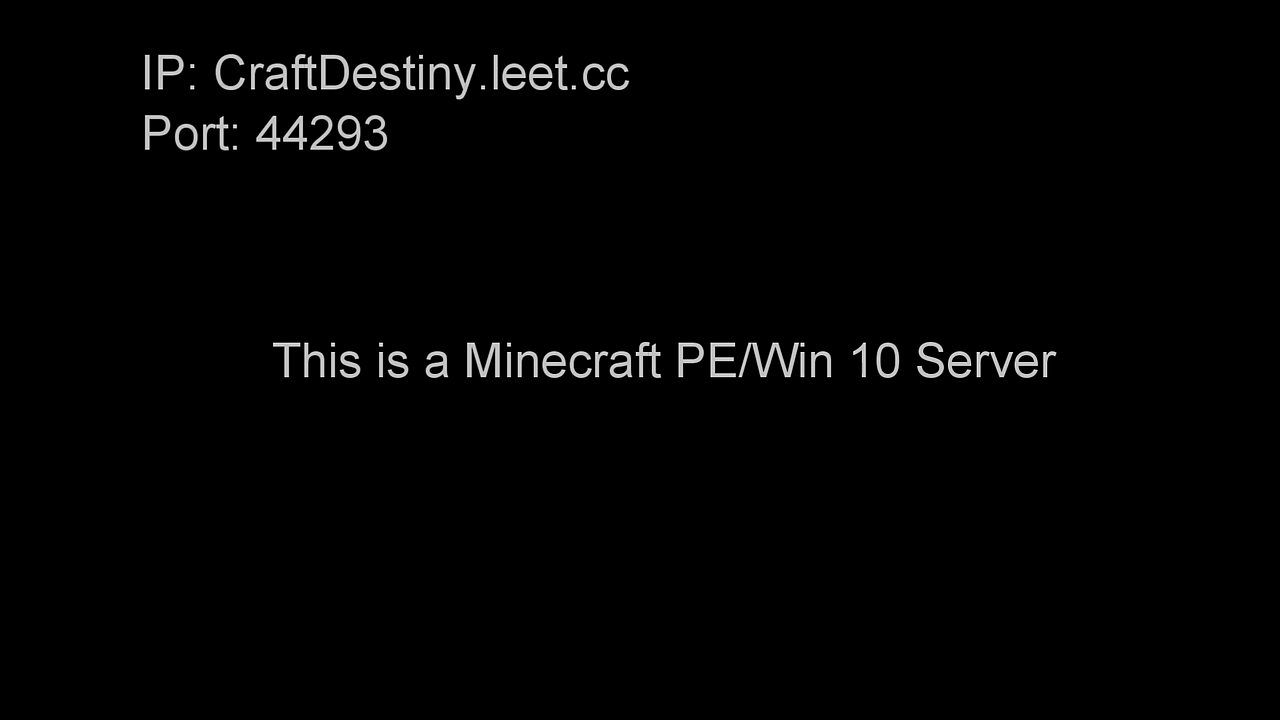 IP: CraftDestiny.leet.cc
Port: 44293
This is a Minecraft PE/Win 10 Server